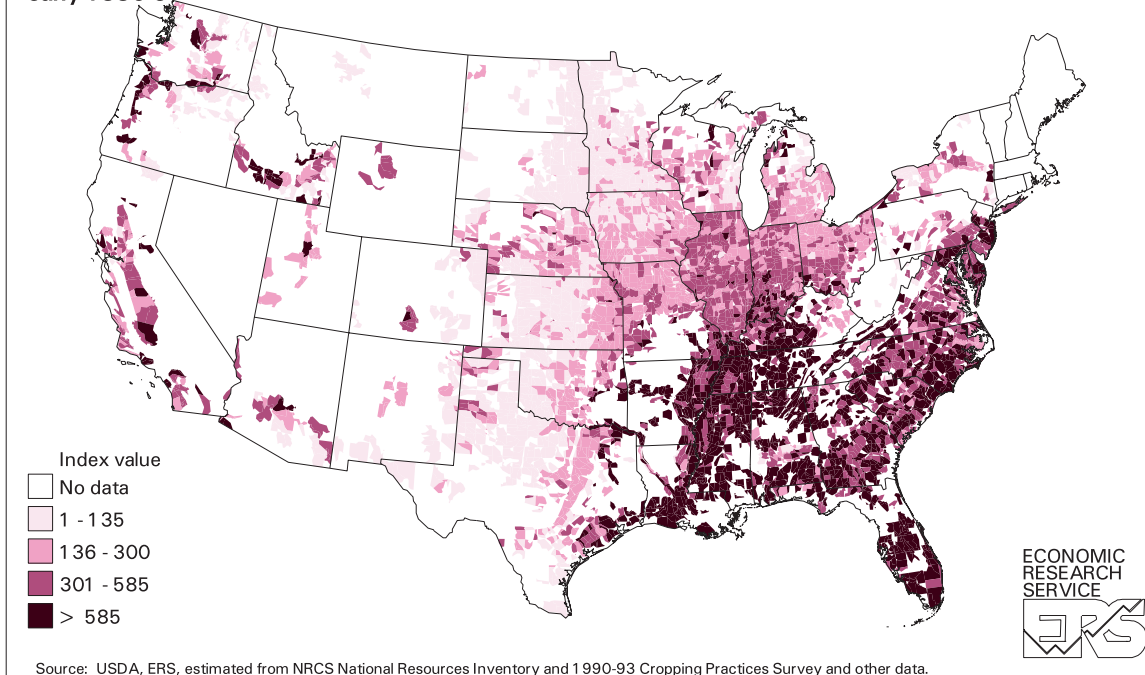 Index value
No data
1 - 135
136 - 300
301 - 585
> 585
ECONOMIC
RESEARCH
SERVICE
ERS
Source: USDA, ERS, estimated from NRCS National Resources Inventory and 1990-93 Cropping Practices Survey and other data.